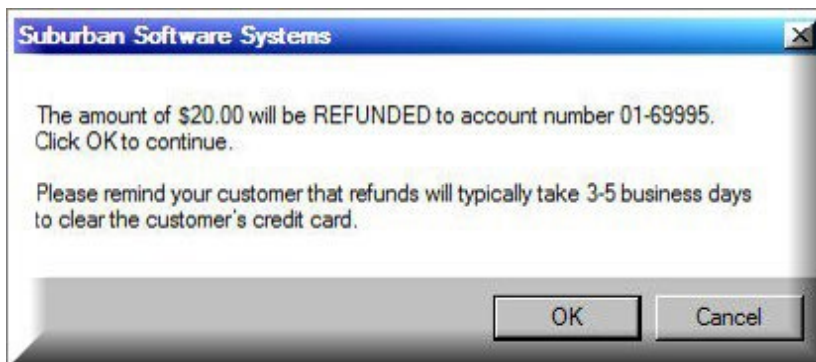 Suburban Software Systems
The amount of $20.00 will be REFUNDED to account number 01-69995.
Click OK to continue.
Please remind your customer that refunds will typically take 3-5 business days
to clear the customer's credit card.
OK
Cancel